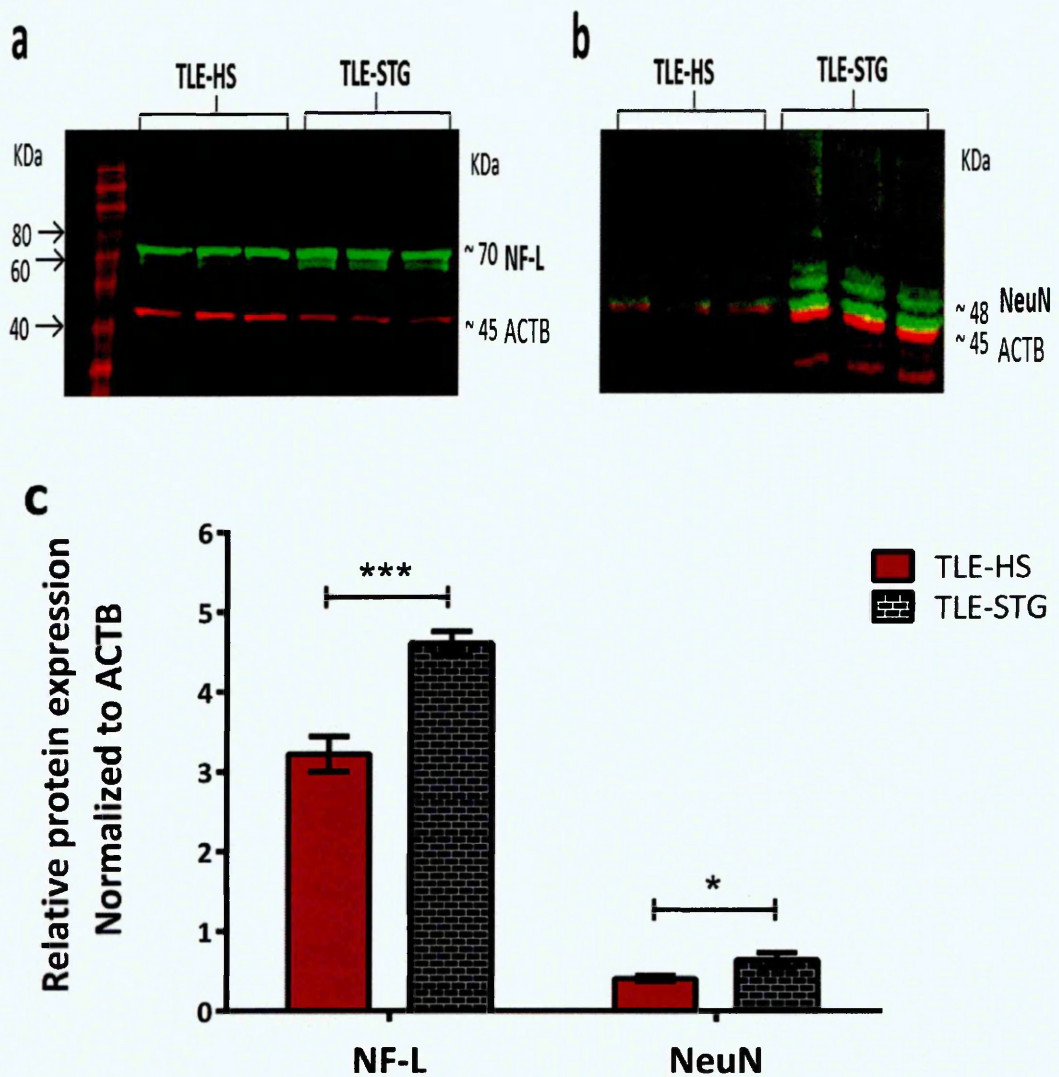 a
TLE-HS TLE-STG
KDa
KDa
80
60
40
~ 70 NF-L
~ 45 ACTB
b
TLE-HS TLE-STG
KDa
~ 48 NeuN
~ 45 ACTB
c
Relative protein expression
Normalized to ACTB
6
5
4
3
2
1
0
***
*
NF-L NeuN
TLE-HS
TLE-STG